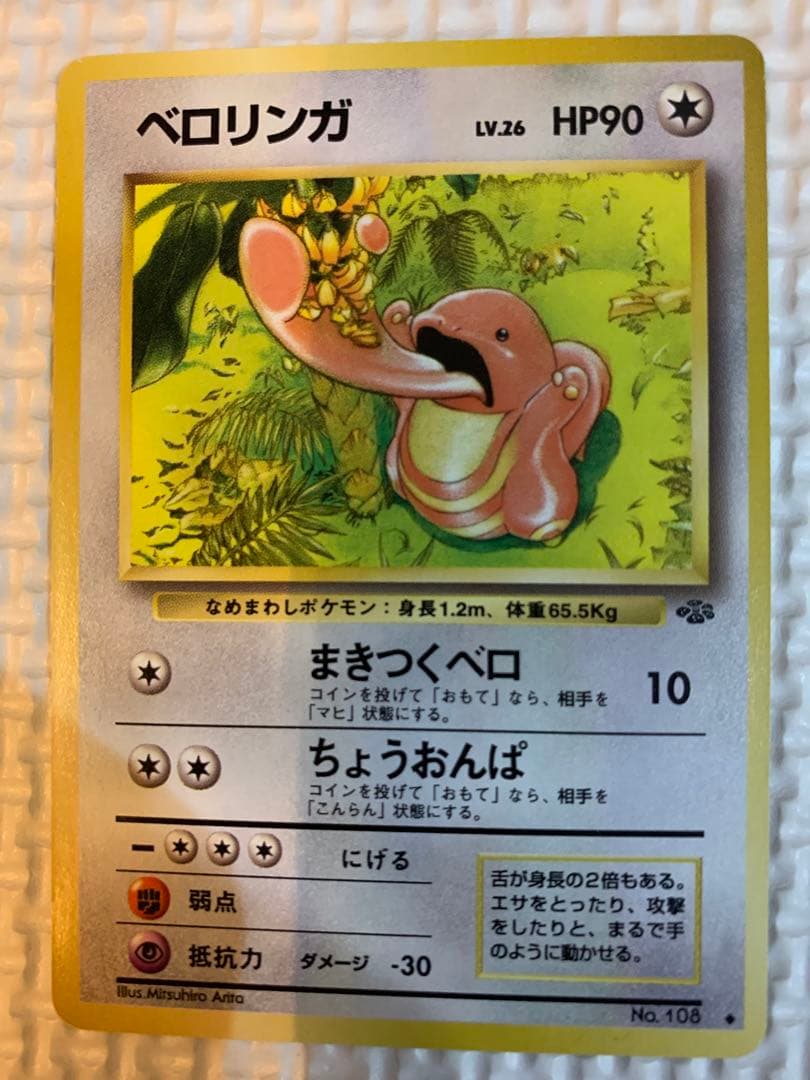 ベロリンガ LV.26 HP90
なめまわしポケモン：身長1.2m、体重65.5Kg
まきつくベロ 10
コインを投げて「おもて」なら、相手を
「マヒ」状態にする。
ちょうおんぱ
コインを投げて「おもて」なら、相手を
「こんらん」状態にする。
にげる
弱点
抵抗力 ダメージ -30
舌が身長の2倍もある。
エサをとったり、攻撃
をしたりと、まるで手
のように動かせる。
Illus.Mitsuhiro Arita
No. 108